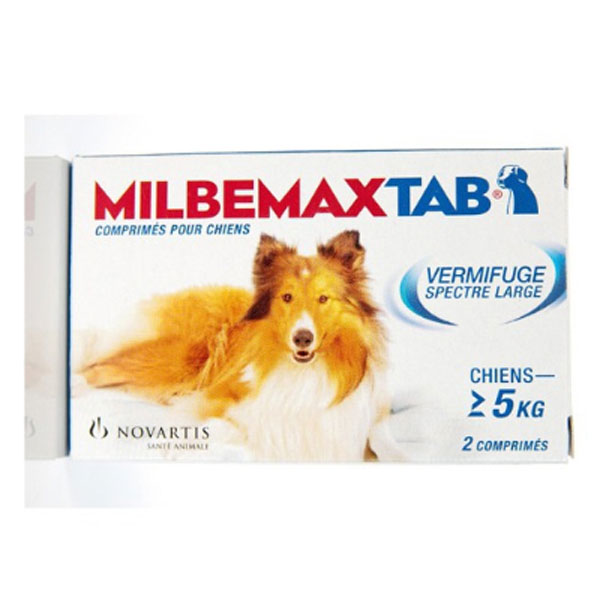 MILBEMAXTAB®
COMPRIMÉS POUR CHIENS
VERMIFUGE
SPECTRE LARGE
CHIENS—
≥ 5 KG
NOVARTIS
SANTÉ ANIMALE
2 COMPRIMÉS